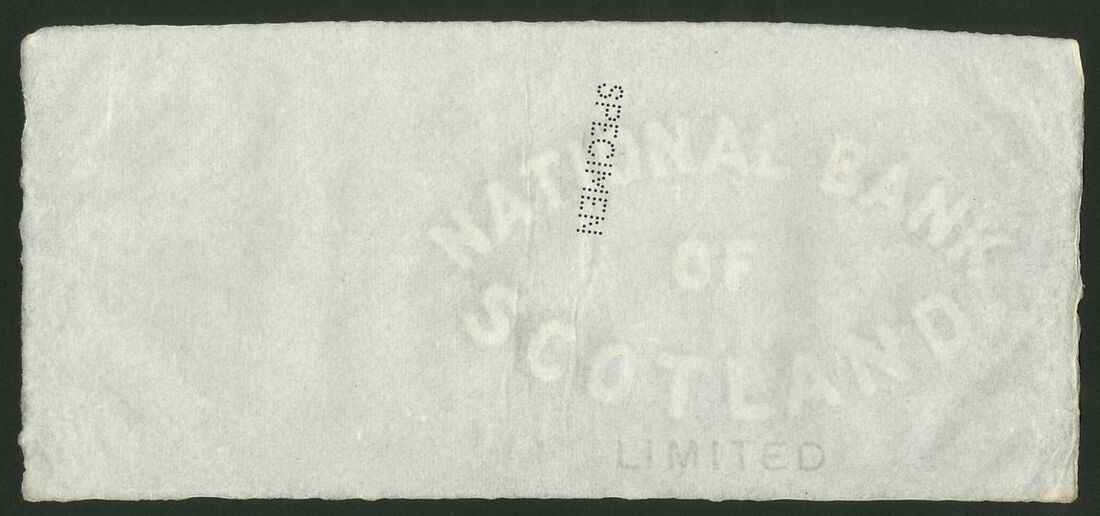 SPECIMEN
NATIONAL BANK
OF
SCOTLAND
LIMITED